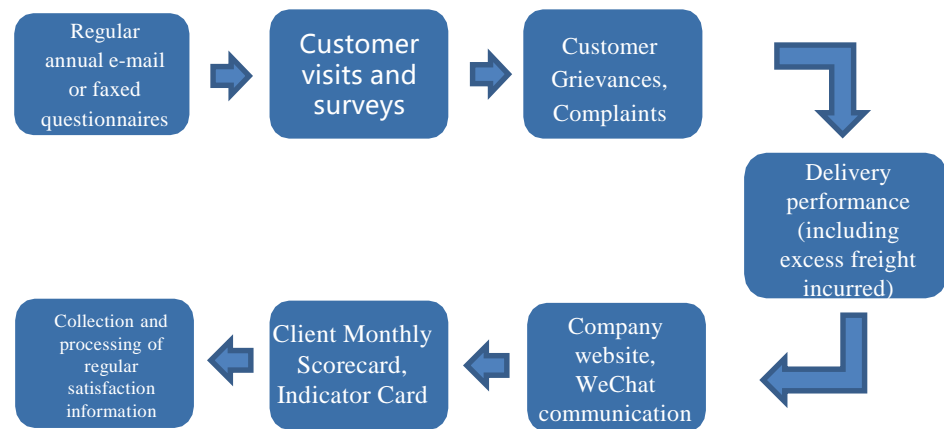 Regular
annual e-mail
or faxed
questionnaires
Customer
visits and
surveys
Customer
Grievances,
Complaints
Delivery
performance
(including
excess freight
incurred)
Company
website,
WeChat
communication
Client Monthly
Scorecard,
Indicator Card
Collection and
processing of
regular
satisfaction
information